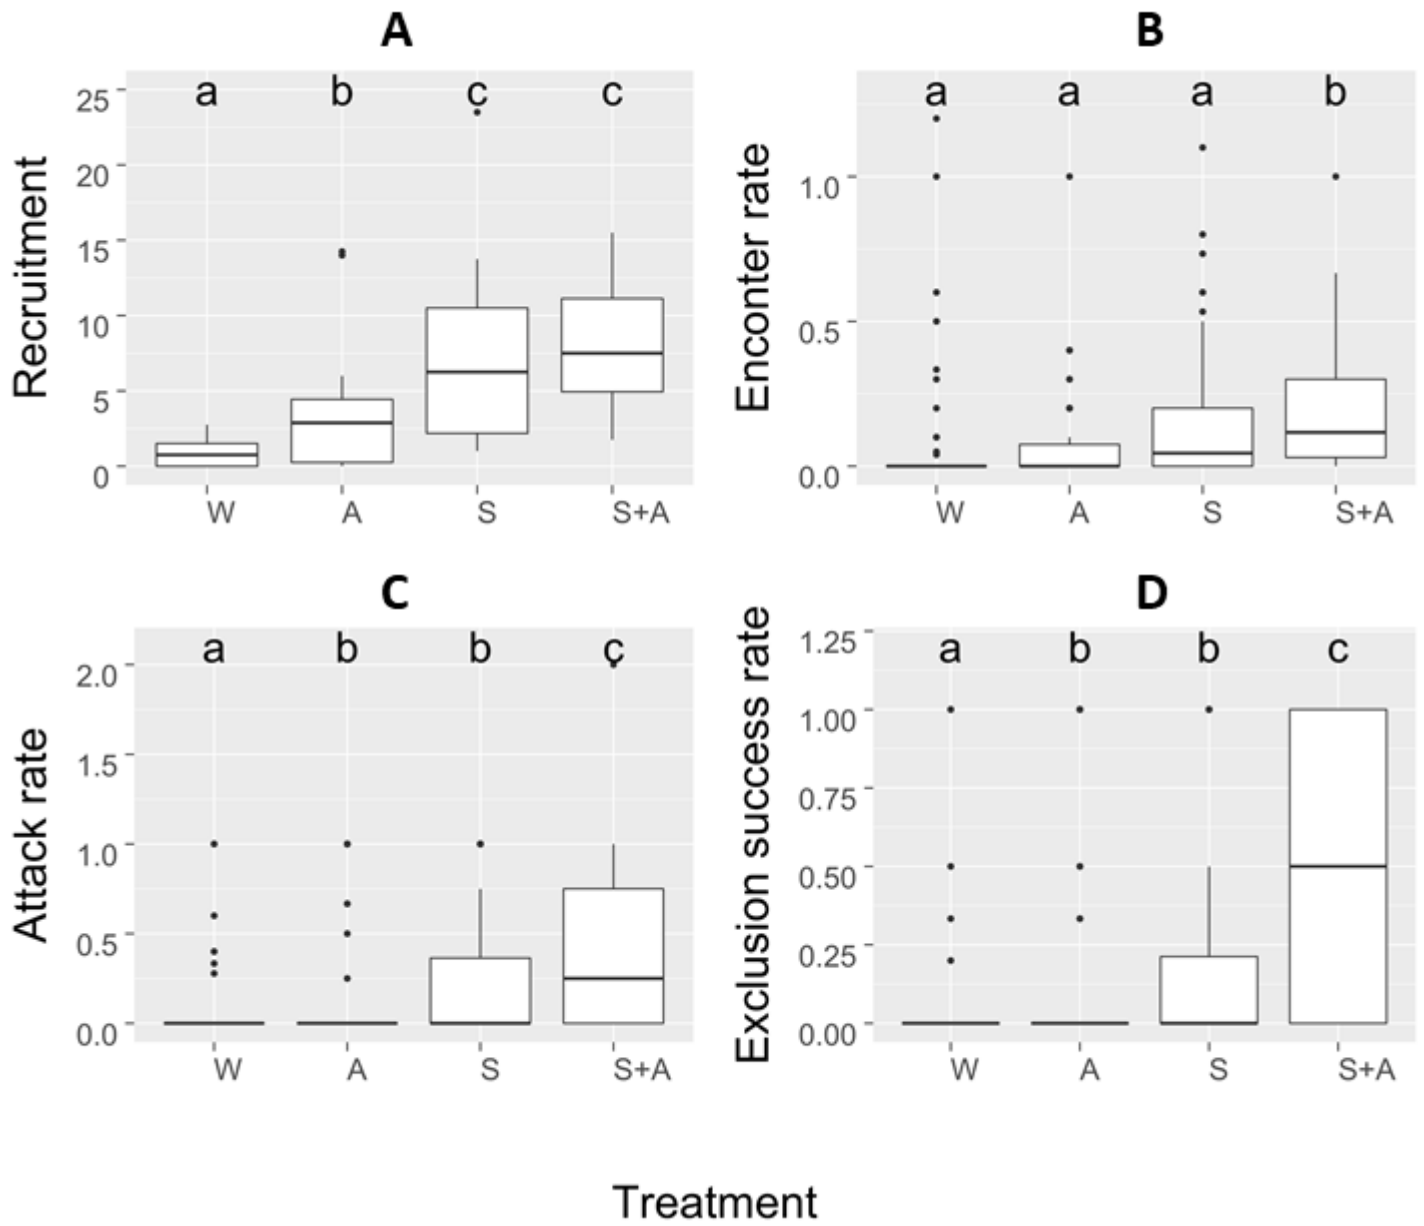 A
Recruitment
a b c c
25
20
15
10
5
0
W A S S+A
B
Enconter rate
a a a b
1.0
0.5
0.0
W A S S+A
C
Attack rate
a b b c
2.0
1.5
1.0
0.5
0.0
W A S S+A
D
Exclusion success rate
a b b c
1.25
1.00
0.75
0.50
0.25
0.00
W A S S+A
Treatment